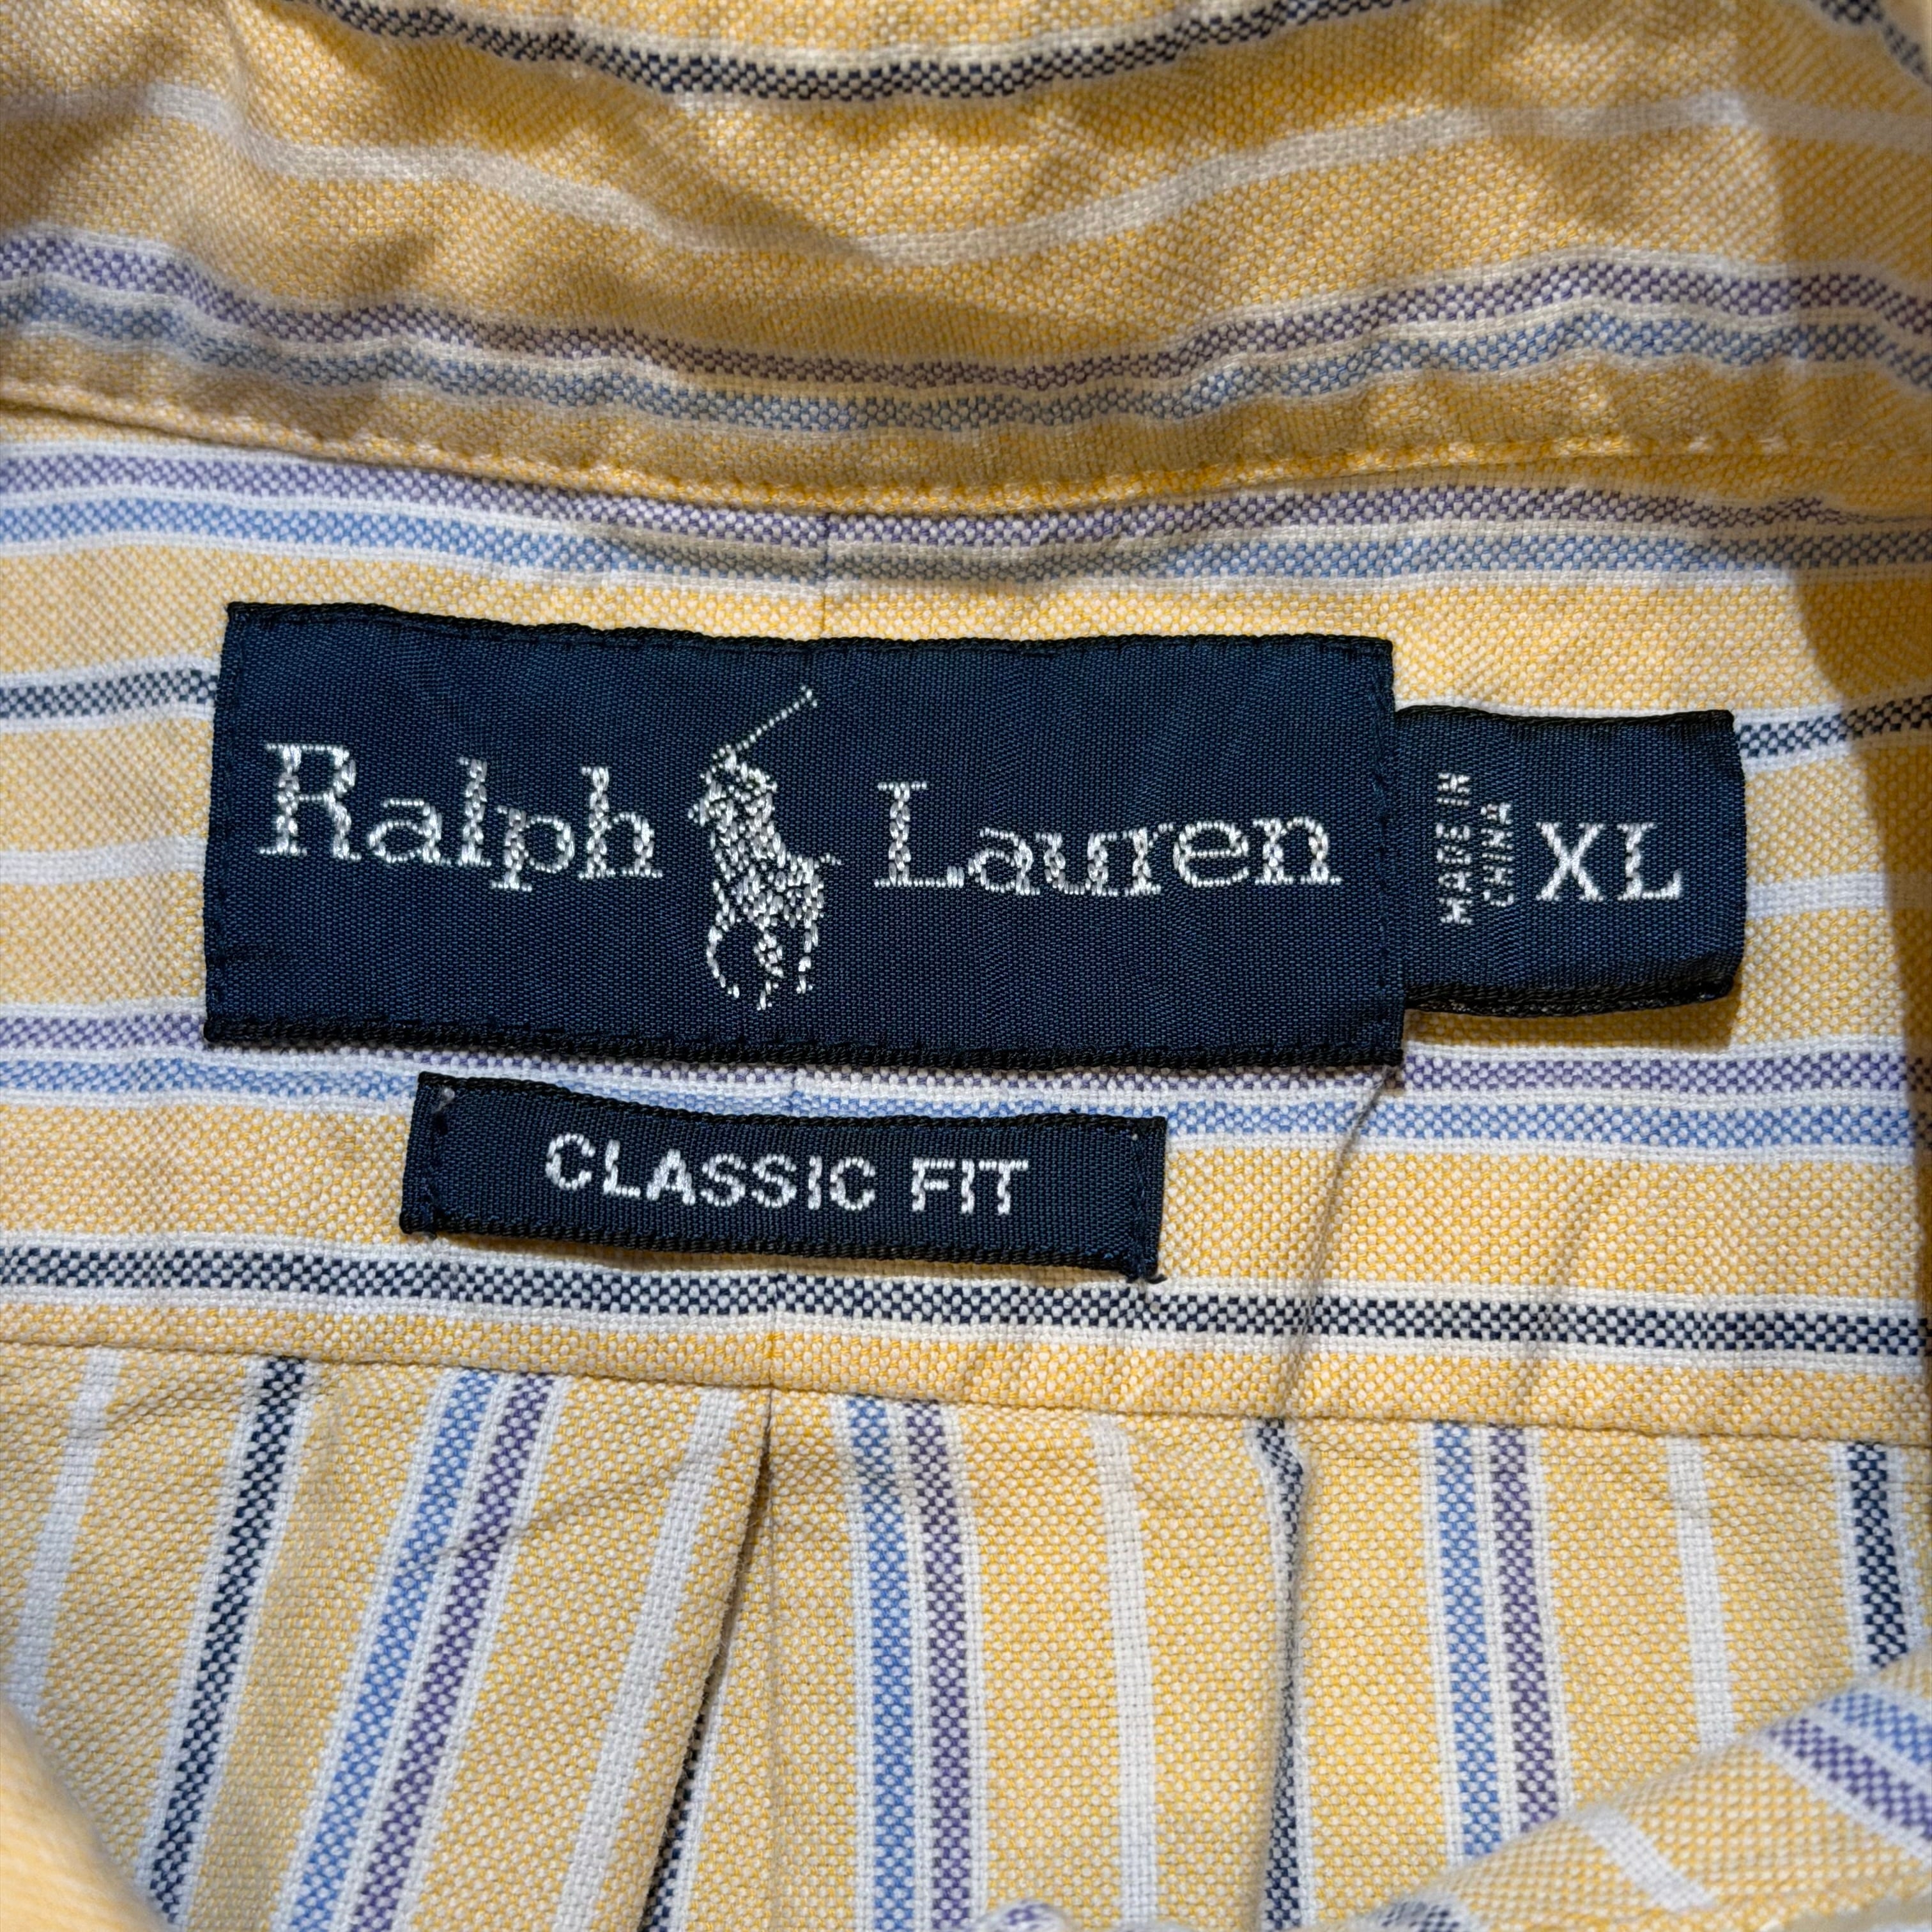 Ralph Lauren
MADE IN
CHINA
XL
CLASSIC FIT